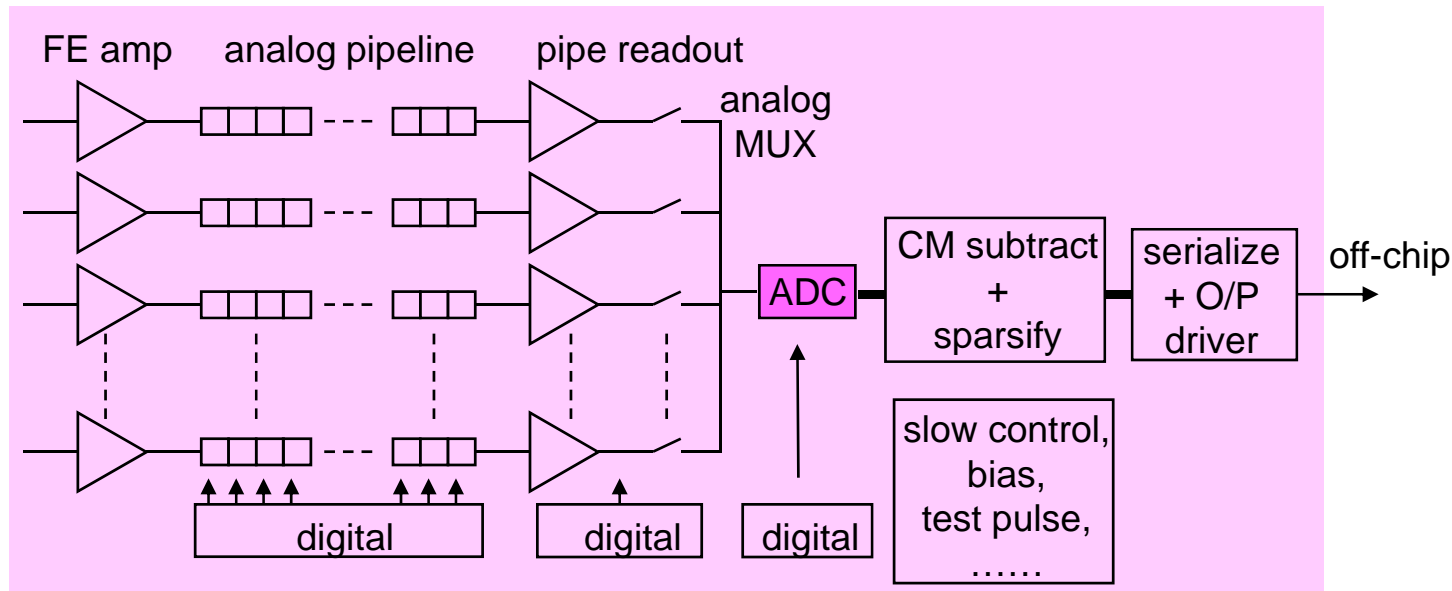 FE amp
analog pipeline
pipe readout
analog
MUX
ADC
CM subtract
+
sparsify
serialize
+ O/P
driver
off-chip
digital
digital
digital
slow control,
bias,
test pulse,
......